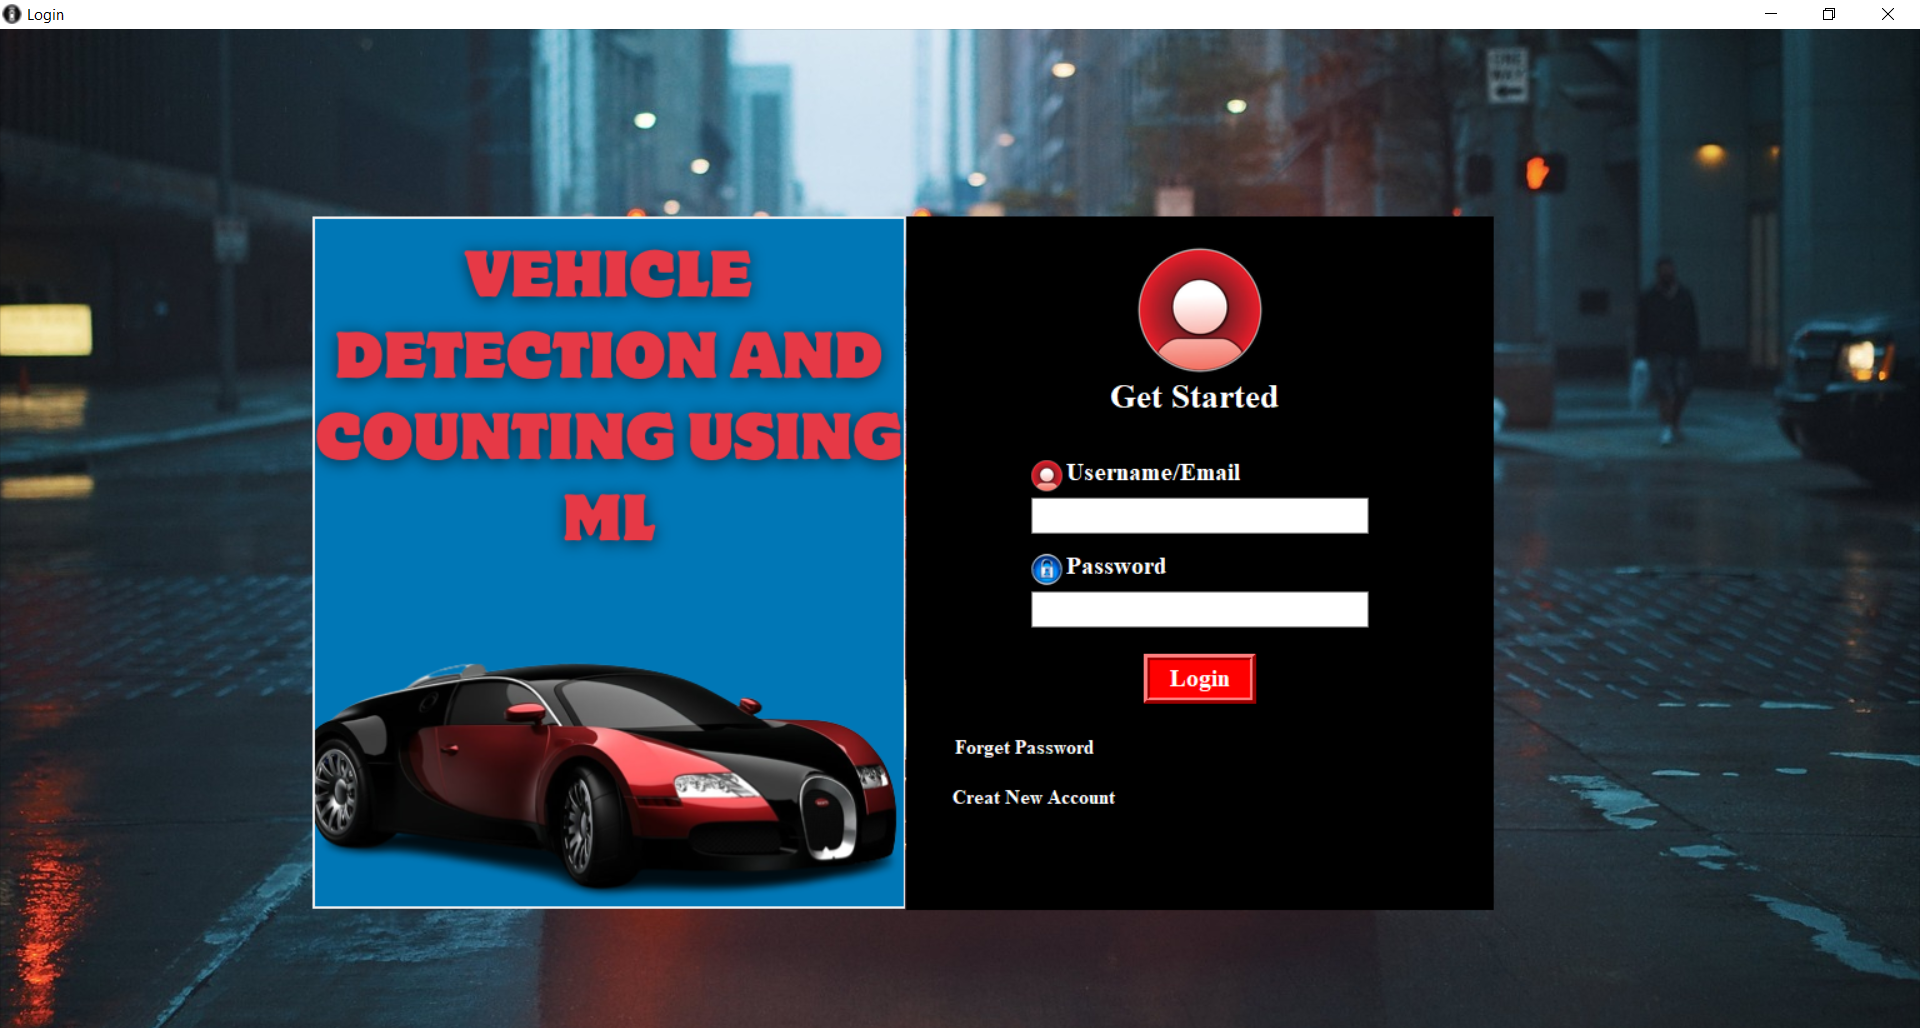 Login
VEHICLE
DETECTION AND
COUNTING USING
ML
Get Started
Username/Email
Password
Login
Forget Password
Creat New Account